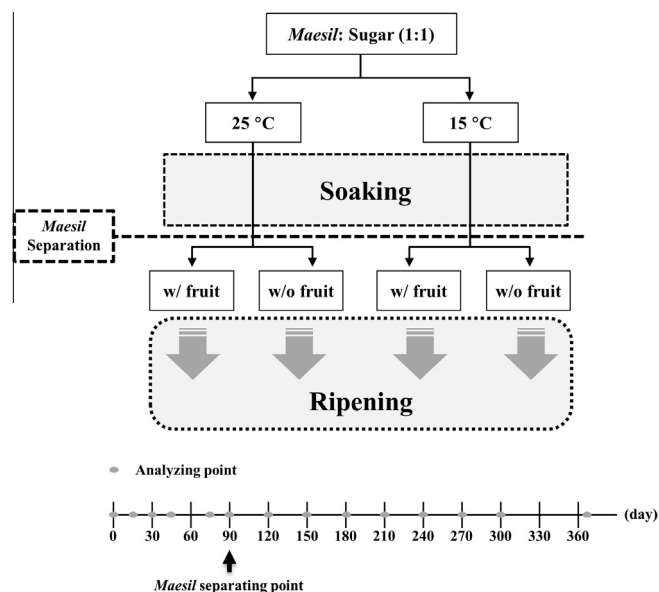 Maesil: Sugar (1:1)
25 °C
15 °C
Soaking
Maesil
Separation
w/ fruit
w/o fruit
w/ fruit
w/o fruit
Ripening
Analyzing point
0 30 60 90 120 150 180 210 240 270 300 330 360 (day)
Maesil separating point